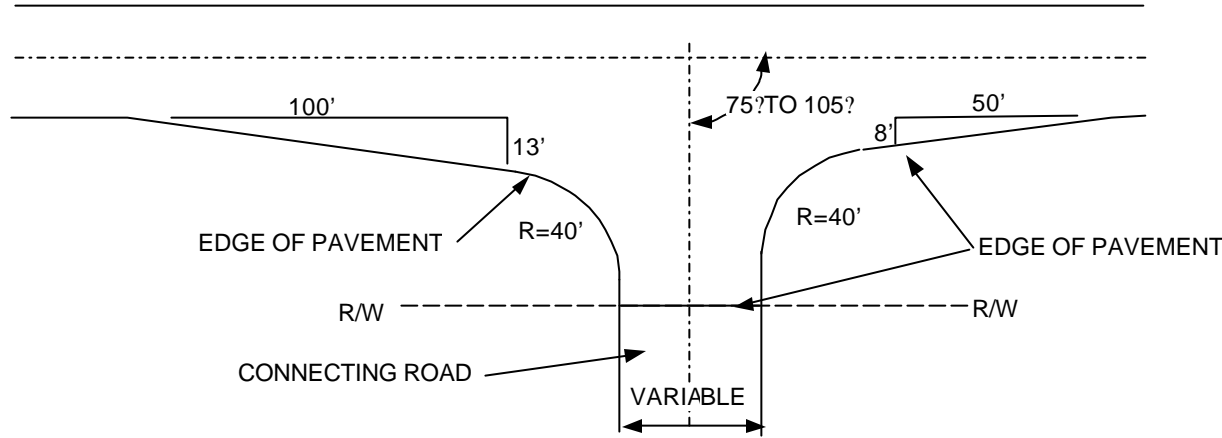 100'
75?TO 105?
50'
13'
8'
R=40'
R=40'
EDGE OF PAVEMENT
EDGE OF PAVEMENT
R/W
R/W
CONNECTING ROAD
VARIABLE